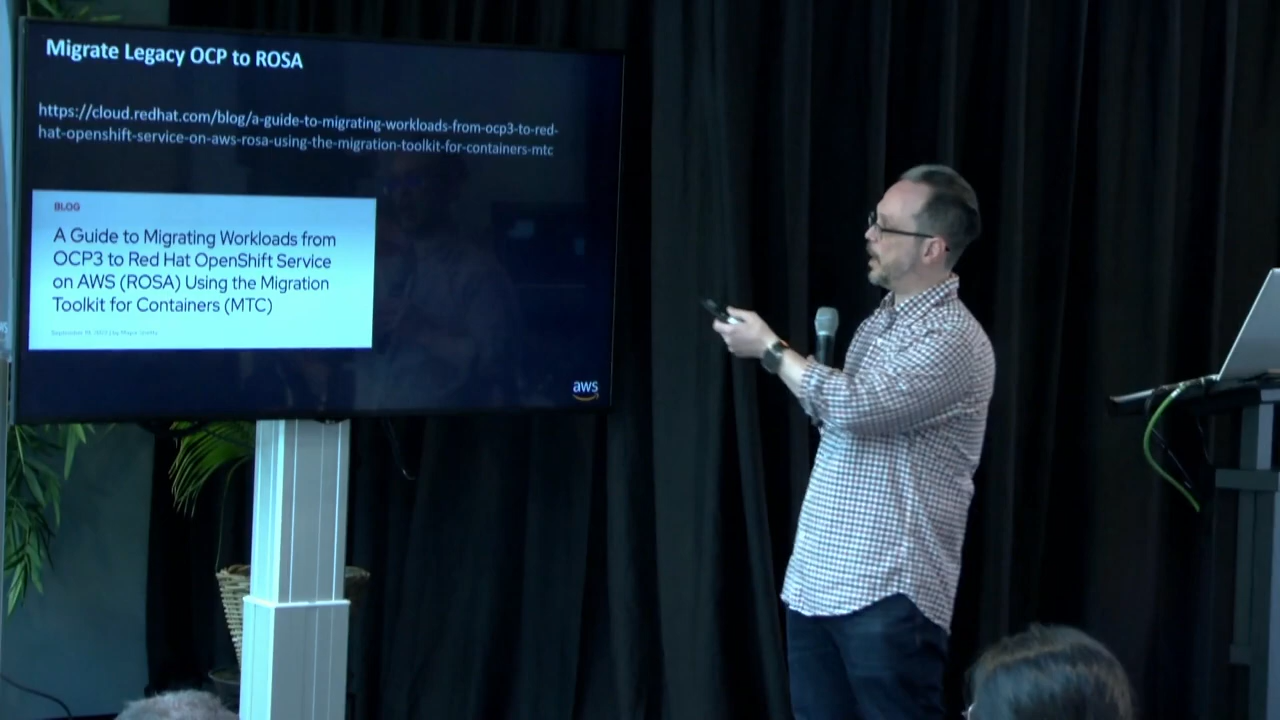 Migrate Legacy OCP to ROSA
https://cloud.redhat.com/blog/a-guide-to-migrating-workloads-from-ocp3-to-red-
hat-openshift-service-on-aws-rosa-using-the-migration-toolkit-for-containers-mtc
BLOG
A Guide to Migrating Workloads from
OCP3 to Red Hat OpenShift Service
on AWS (ROSA) Using the Migration
Toolkit for Containers (MTC)
aws